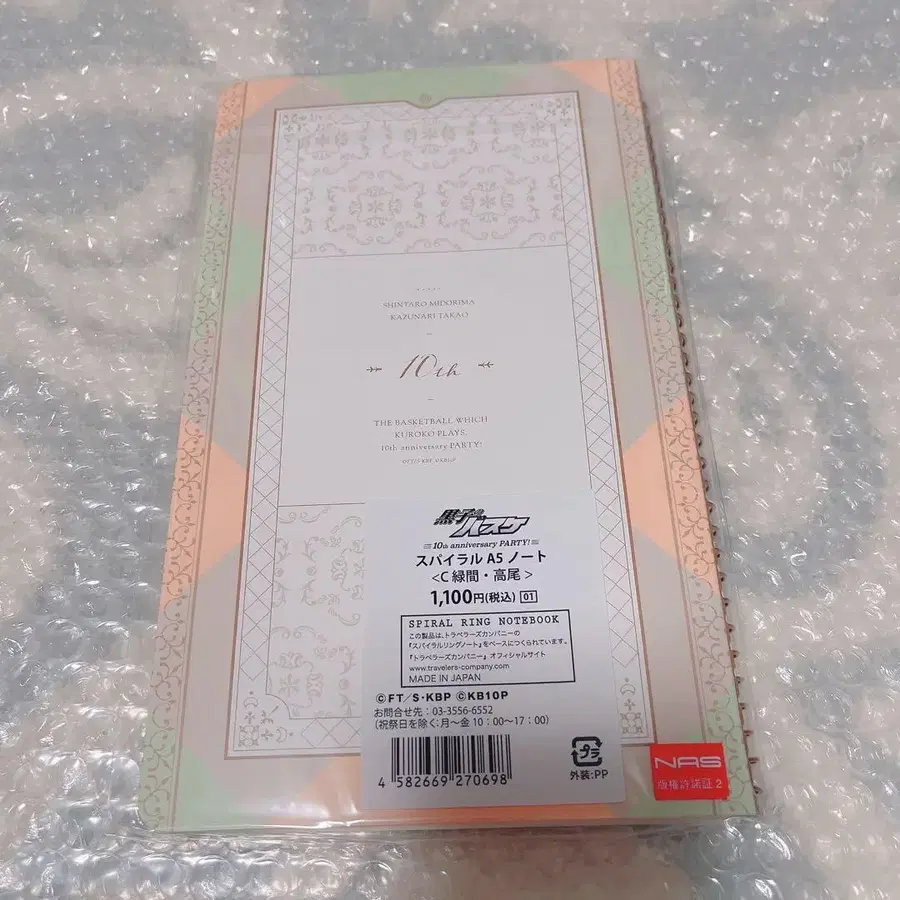 SHINTARO MIDORIMA
KAZUNARI TAKAO
10th
THE BASKETBALL WHICH
KUROKO PLAYS.
10th anniversary PARTY!
黒子のバスケ
10th anniversary PARTY!
スパイラル A5 ノート
<C 緑間・高尾>
1,100円(税込) 01
SPIRAL RING NOTEBOOK
この製品は、トラベラーズカンパニーの
『スパイラルリングノート』をベースにつくられています。
『トラベラーズカンパニー』オフィシャルサイト
www.travelers-company.com
MADE IN JAPAN
©FT/S・KBP ©KB10P
お問合せ先:03-3556-6552
(祝祭日を除く:月~金 10:00~17:00)
4 582669 270698
プラ
外装:PP
NAS
版権許諾証 2